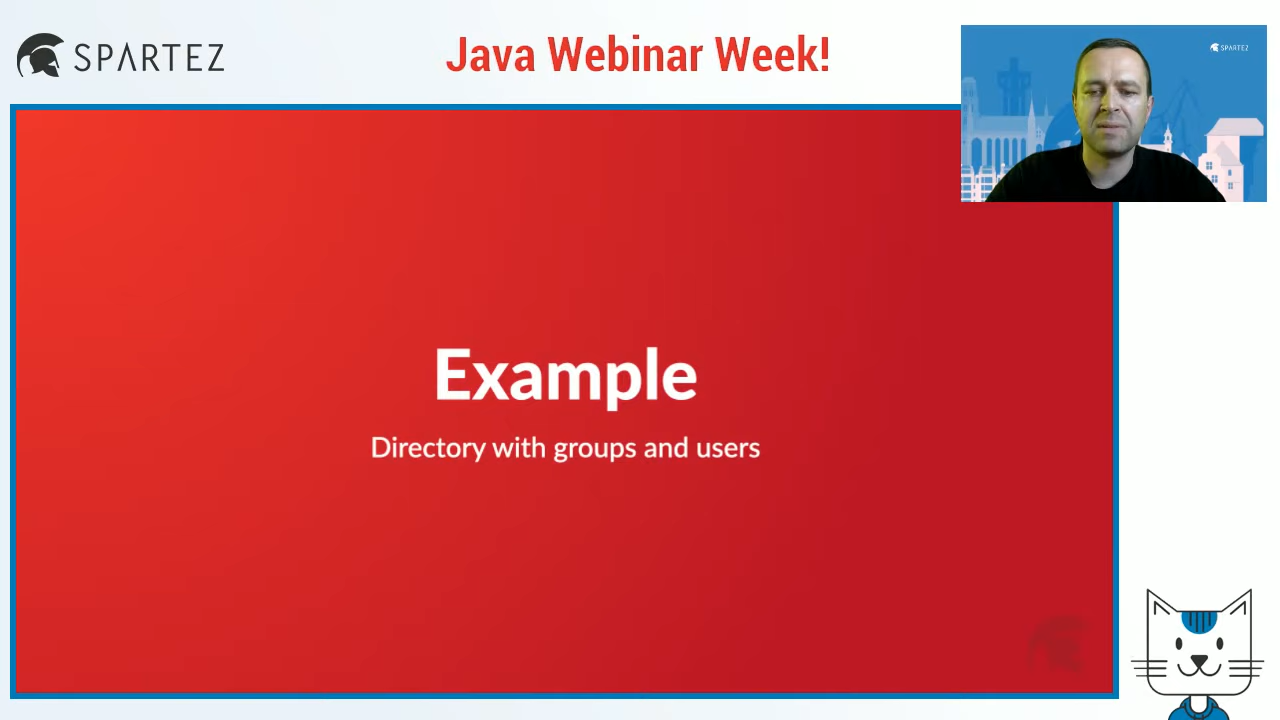 SPARTEZ
Java Webinar Week!
SPARTEZ
Example
Directory with groups and users